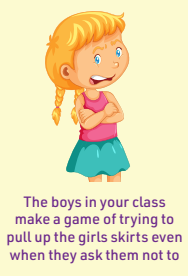 The boys in your class
make a game of trying to
pull up the girls skirts even
when they ask them not to